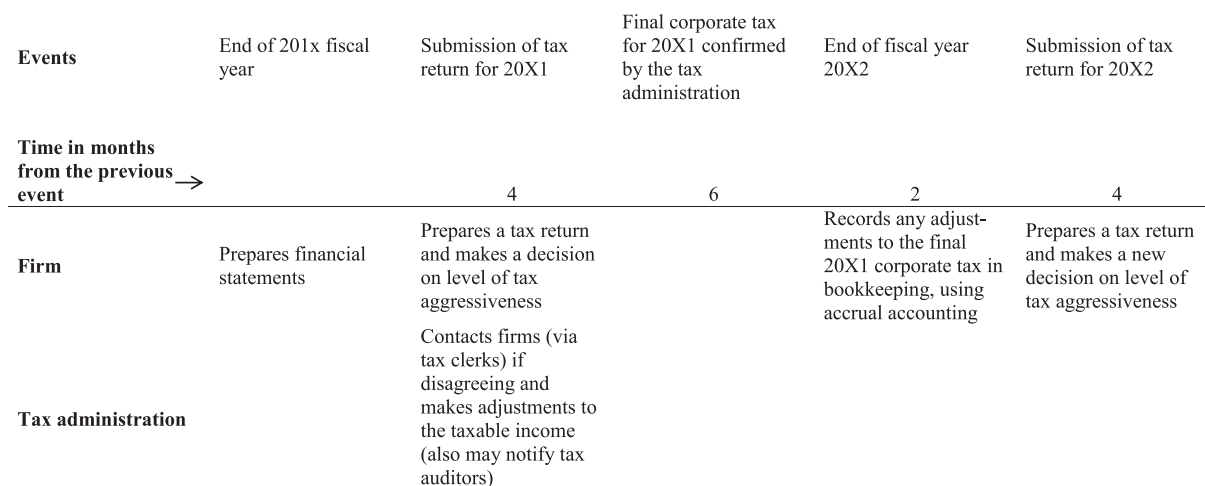 Events
End of 201x fiscal
year
Submission of tax
return for 20X1
Final corporate tax
for 20X1 confirmed
by the tax
administration
End of fiscal year
20X2
Submission of tax
return for 20X2
Time in months
from the previous
event →
4
6
2
4
Firm
Prepares financial
statements
Prepares a tax return
and makes a decision
on level of tax
aggressiveness
Records any adjust-
ments to the final
20X1 corporate tax in
bookkeeping, using
accrual accounting
Prepares a tax return
and makes a new
decision on level of
tax aggressiveness
Tax administration
Contacts firms (via
tax clerks) if
disagreeing and
makes adjustments to
the taxable income
(also may notify tax
auditors)